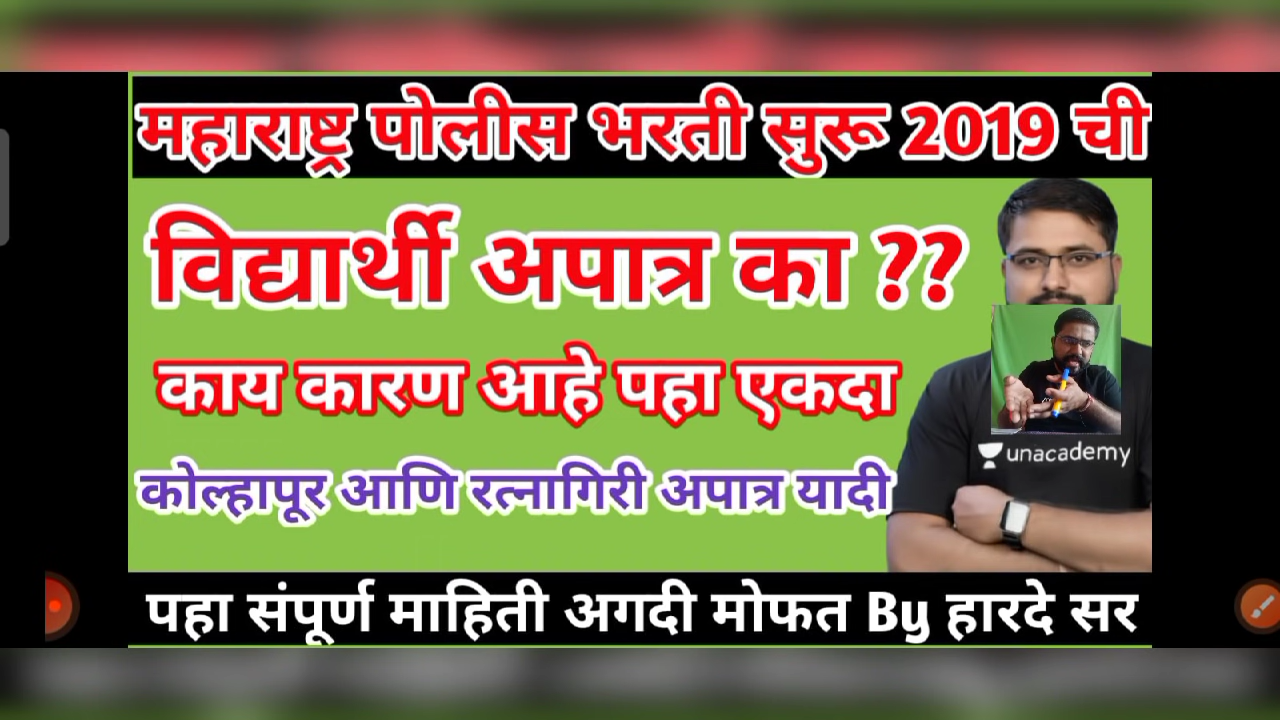 महाराष्ट्र पोलीस भरती सुरू 2019 ची
विद्यार्थी अपात्र का ??
काय कारण आहे पहा एकदा
unacademy
कोल्हापूर आणि रत्नागिरी अपात्र यादी
पहा संपूर्ण माहिती अगदी मोफत By हारदे सर